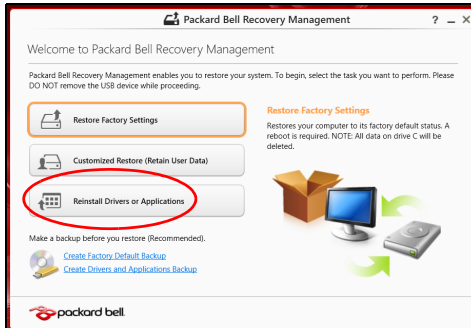 Packard Bell Recovery Management
? _ X
Welcome to Packard Bell Recovery Management
Packard Bell Recovery Management enables you to restore your system. To begin, select the task you want to perform. Please
DO NOT remove the USB device while proceeding.
Restore Factory Settings
Customized Restore (Retain User Data)
Reinstall Drivers or Applications
Restore Factory Settings
Restores your computer to its factory default status. A
reboot is required. NOTE: All data on drive C will be
deleted.
Make a backup before you restore (Recommended).
Create Factory Default Backup
Create Drivers and Applications Backup
packard bell